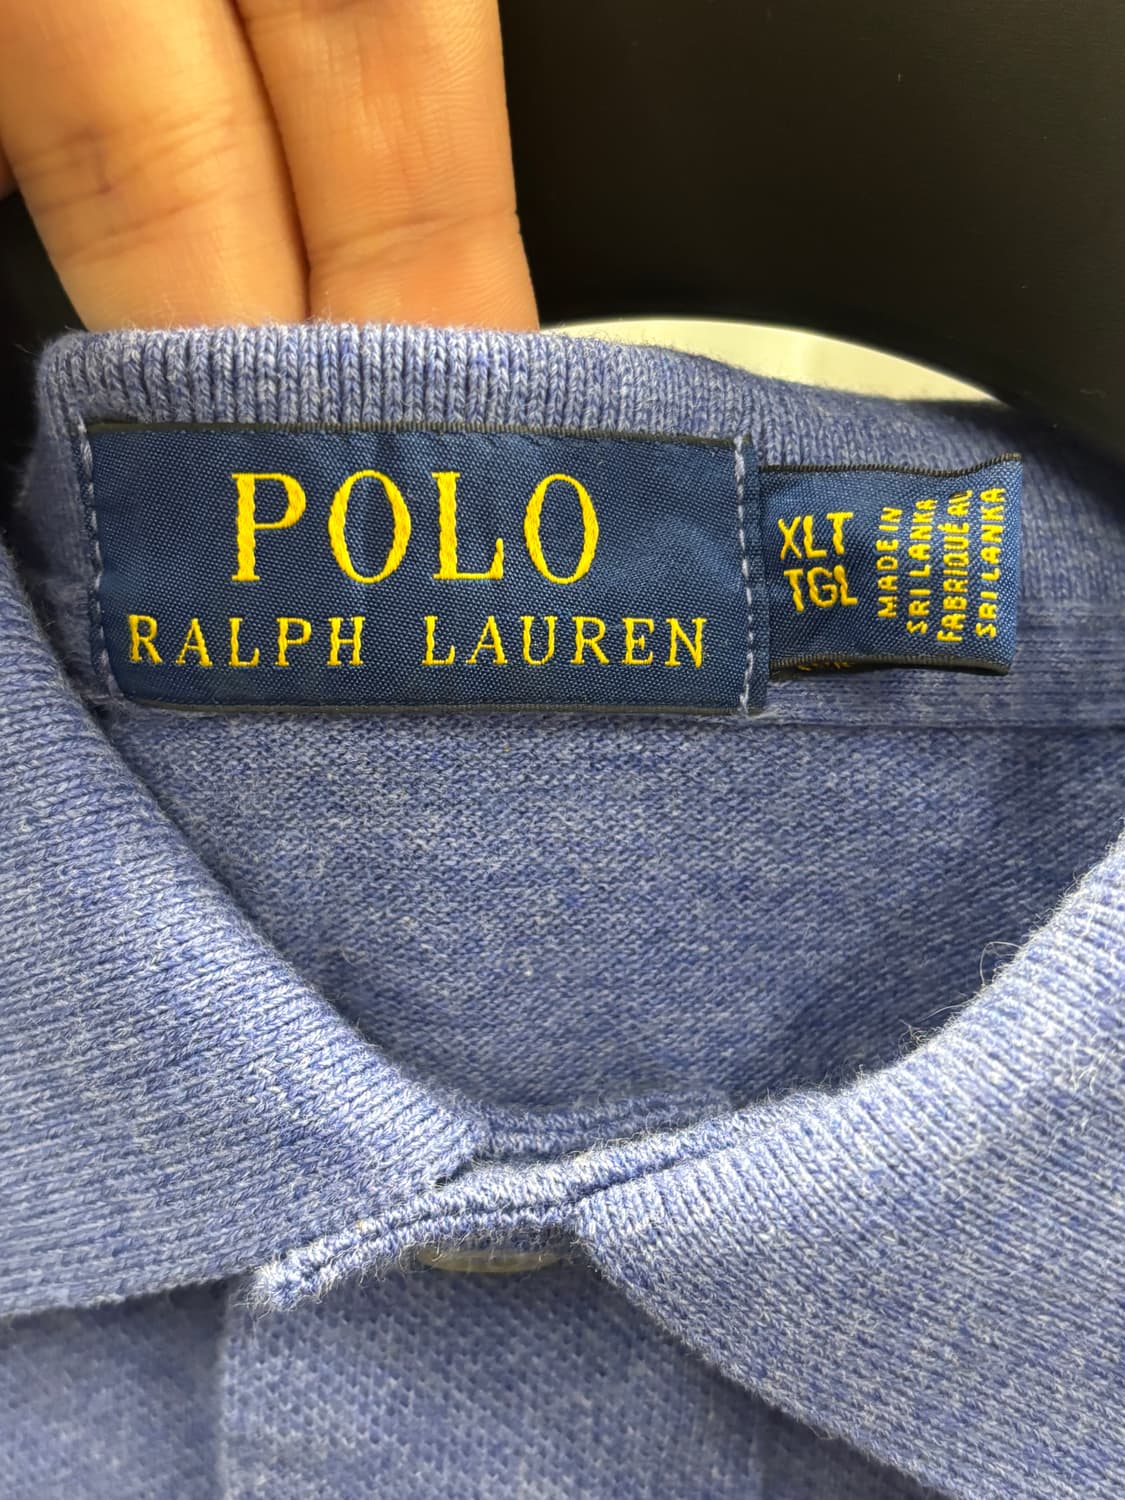 POLO
RALPH LAUREN
XLT
TGL
MADE IN
SRI LANKA
FABRIQUÉ AU
SRI LANKA